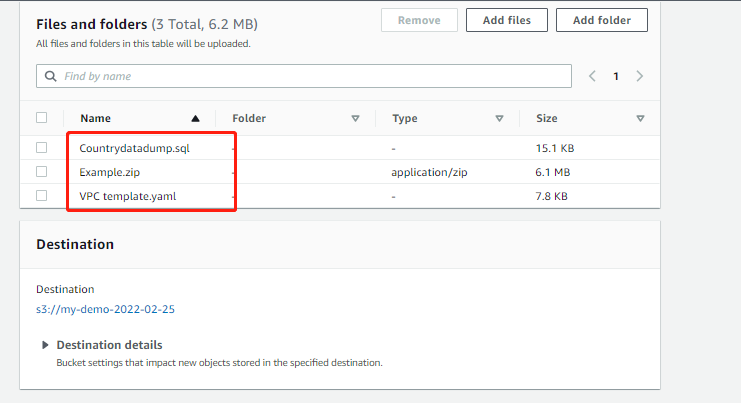 Files and folders (3 Total, 6.2 MB)
Remove
Add files
Add folder
All files and folders in this table will be uploaded.
Find by name
1
Name Folder Type Size
Countrydatadump.sql - - 15.1 KB
Example.zip - application/zip 6.1 MB
VPC template.yaml - - 7.8 KB
Destination
Destination
s3://my-demo-2022-02-25
Destination details
Bucket settings that impact new objects stored in the specified destination.